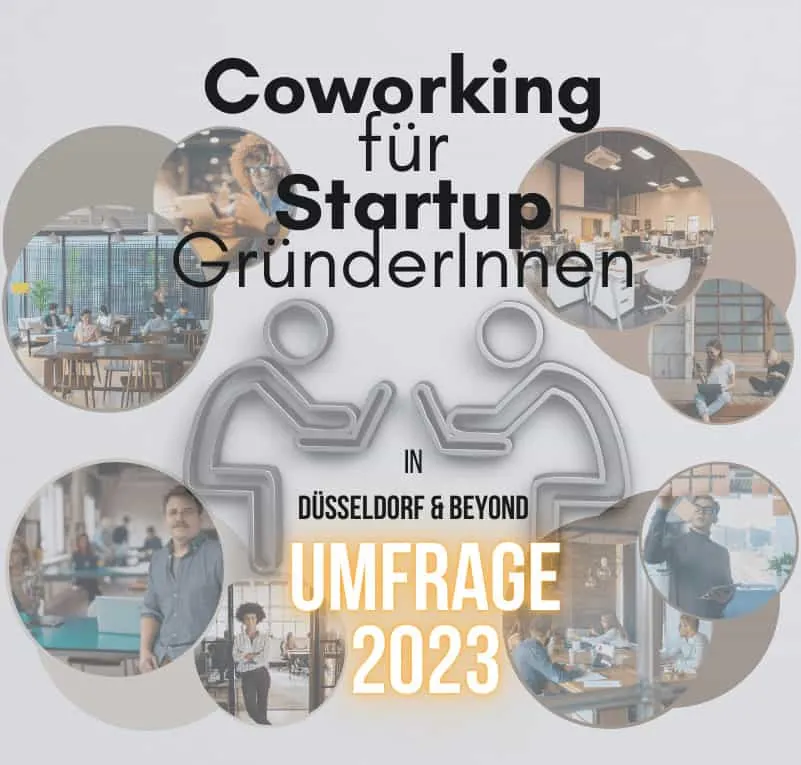 Coworking
für
Startup
GründerInnen
IN
DÜSSELDORF & BEYOND
UMFRAGE
2023